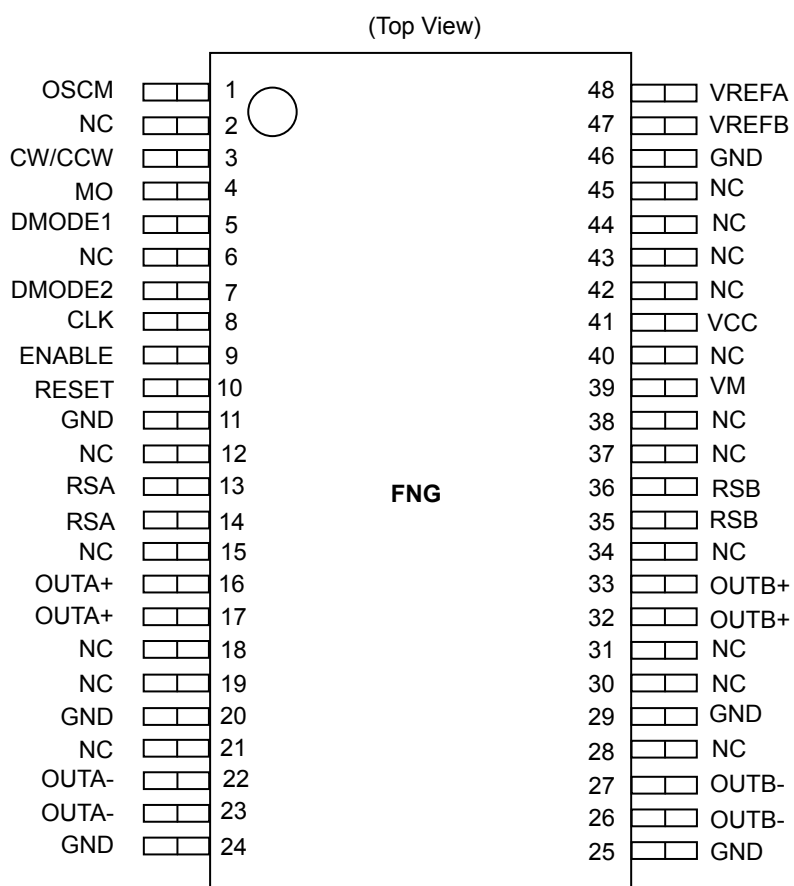 (Top View)
OSCM 1 48 VREFA
NC 2 47 VREFB
CW/CCW 3 46 GND
MO 4 45 NC
DMODE1 5 44 NC
NC 6 43 NC
DMODE2 7 42 NC
CLK 8 41 VCC
ENABLE 9 40 NC
RESET 10 39 VM
GND 11 38 NC
NC 12 37 NC
RSA 13 FNG 36 RSB
RSA 14 35 RSB
NC 15 34 NC
OUTA+ 16 33 OUTB+
OUTA+ 17 32 OUTB+
NC 18 31 NC
NC 19 30 NC
GND 20 29 GND
NC 21 28 NC
OUTA- 22 27 OUTB-
OUTA- 23 26 OUTB-
GND 24 25 GND